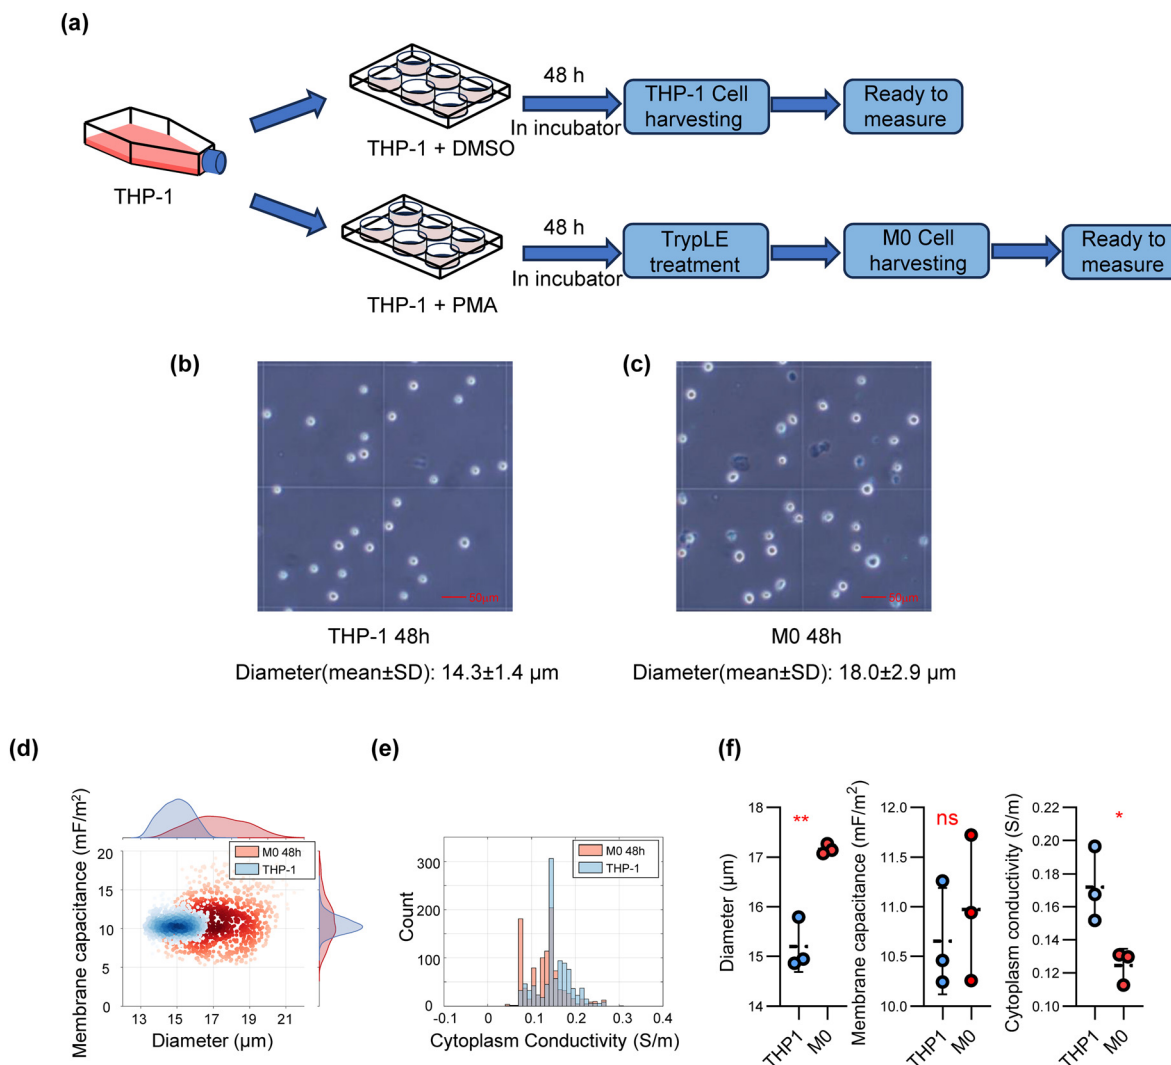 (a)
THP-1
THP-1 + DMSO
48 h
In incubator
THP-1 Cell
harvesting
Ready to
measure
THP-1 + PMA
48 h
In incubator
TrypLE
treatment
M0 Cell
harvesting
Ready to
measure
(b)
50μm
THP-1 48h
Diameter(mean±SD): 14.3±1.4 μm
(c)
50μm
M0 48h
Diameter(mean±SD): 18.0±2.9 μm
(d)
Membrane capacitance (mF/m²)
20
15
10
5
0
M0 48h
THP-1
13
15
17
19
21
Diameter (μm)
(e)
Count
300
200
100
0
M0 48h
THP-1
-0.1
0
0.1
0.2
0.3
0.4
Cytoplasm Conductivity (S/m)
(f)
Diameter (μm)
18
17
16
15
14
**
THP1
M0
Membrane capacitance (mF/m²)
12.0
11.5
11.0
10.5
10.0
ns
THP1
M0
Cytoplasm conductivity (S/m)
0.22
0.20
0.18
0.16
0.14
0.12
0.10
*
THP1
M0